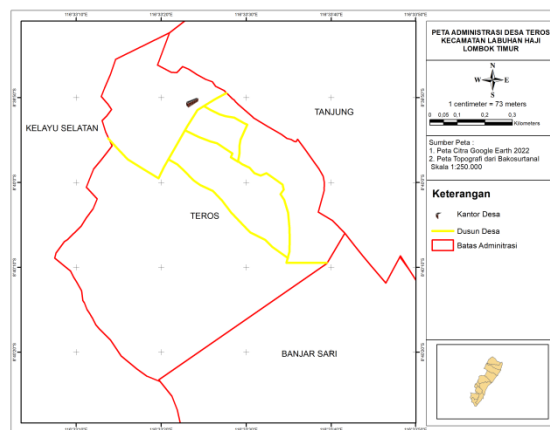 PETA ADMINISTRASI DESA TEROS
KECAMATAN LABUHAN HAJI
LOMBOK TIMUR
N
W E
S
1 centimeter = 73 meters
0 0,05 0,1 0,2 0,3
Kilometers
Sumber Peta :
1. Peta Citra Google Earth 2022
2. Peta Topografi dari Bakosurtanal
Skala 1:250.000
Keterangan
Kantor Desa
Dusun Desa
Batas Adminitrasi
TANJUNG
KELAYU SELATAN
TEROS
BANJAR SARI